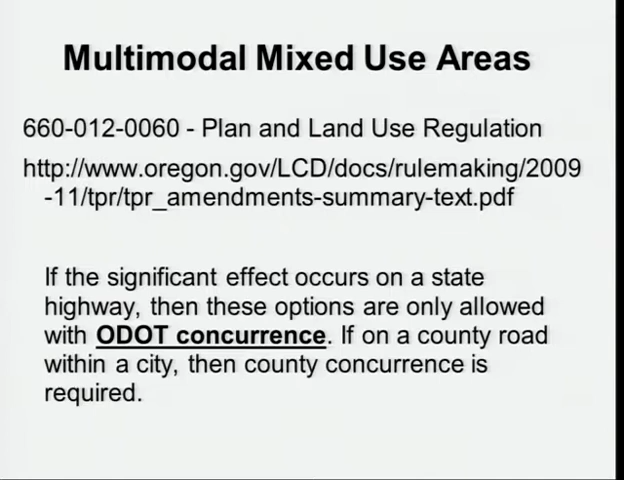 Multimodal Mixed Use Areas
660-012-0060 - Plan and Land Use Regulation
http://www.oregon.gov/LCD/docs/rulemaking/2009
-11/tpr/tpr_amendments-summary-text.pdf
If the significant effect occurs on a state
highway, then these options are only allowed
with ODOT concurrence. If on a county road
within a city, then county concurrence is
required.